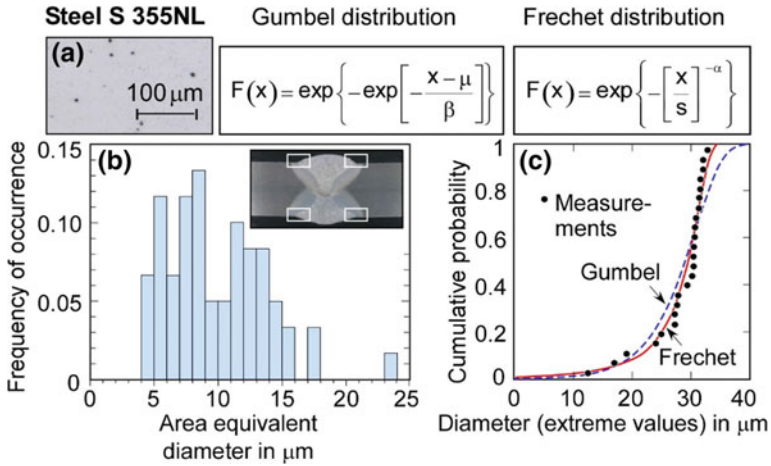 Steel S 355NL
Gumbel distribution
Frechet distribution
(a)
100 μm
F(x) = exp{−exp[−(x − μ)/β]}
F(x) = exp{−[x/s]^−α}
(b)
0.15
0.10
0.05
0
Frequency of occurrence
0 5 10 15 20 25
Area equivalent
diameter in μm
(c)
1
0.8
0.6
0.4
0.2
0
Cumulative probability
Measure-
ments
Gumbel
Frechet
0 10 20 30 40
Diameter (extreme values) in μm